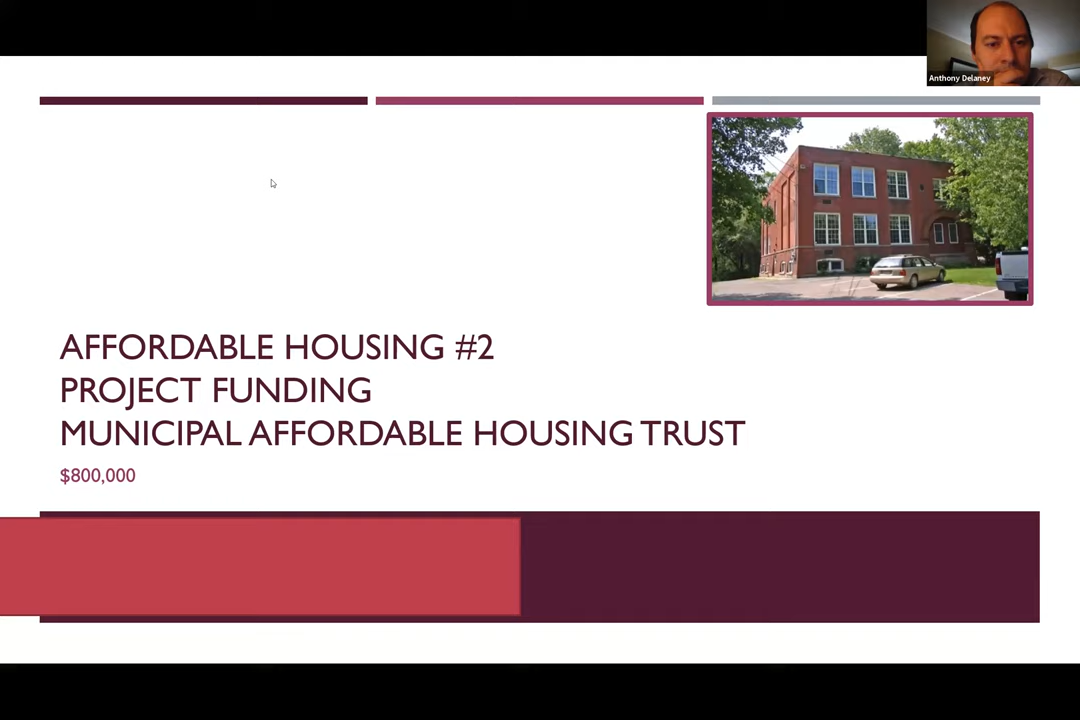 Anthony Delaney
AFFORDABLE HOUSING #2
PROJECT FUNDING
MUNICIPAL AFFORDABLE HOUSING TRUST
$800,000